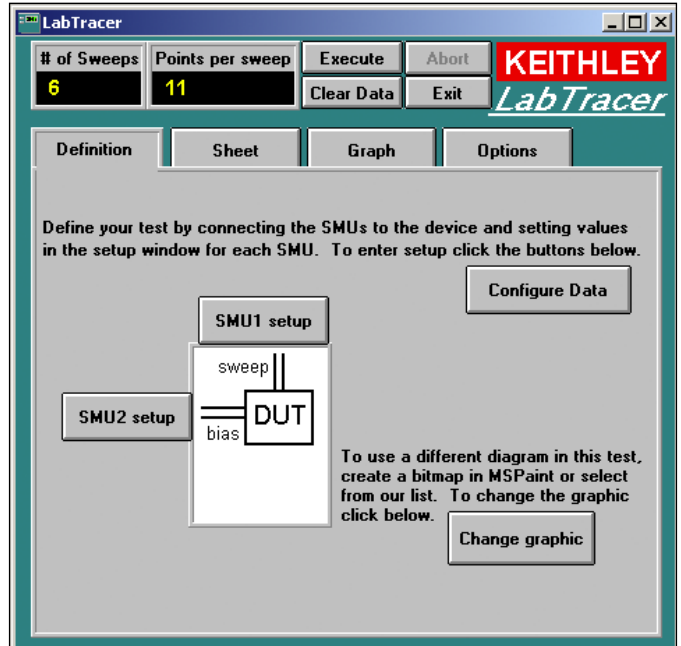 LabTracer
# of Sweeps
6
Points per sweep
11
Execute
Abort
Clear Data
Exit
KEITHLEY
LabTracer
Definition
Sheet
Graph
Options
Define your test by connecting the SMUs to the device and setting values
in the setup window for each SMU. To enter setup click the buttons below.
Configure Data
SMU1 setup
sweep
SMU2 setup
DUT
bias
To use a different diagram in this test,
create a bitmap in MSPaint or select
from our list. To change the graphic
click below.
Change graphic